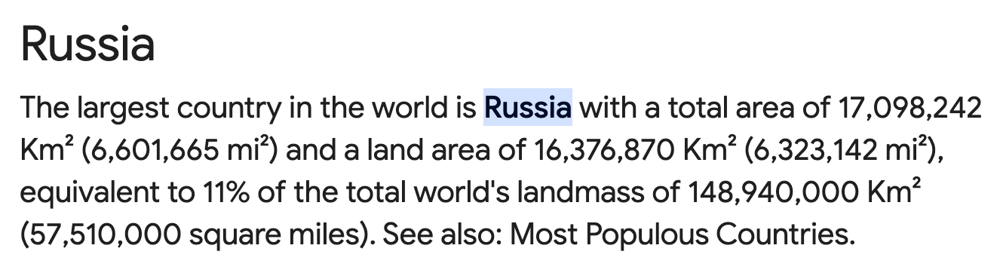 Russia
The largest country in the world is Russia with a total area of 17,098,242
Km² (6,601,665 mi²) and a land area of 16,376,870 Km² (6,323,142 mi²),
equivalent to 11% of the total world's landmass of 148,940,000 Km²
(57,510,000 square miles). See also: Most Populous Countries.